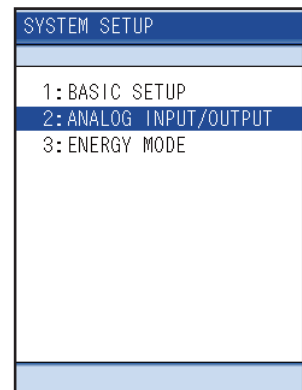 SYSTEM SETUP
1:BASIC SETUP
2:ANALOG INPUT/OUTPUT
3:ENERGY MODE